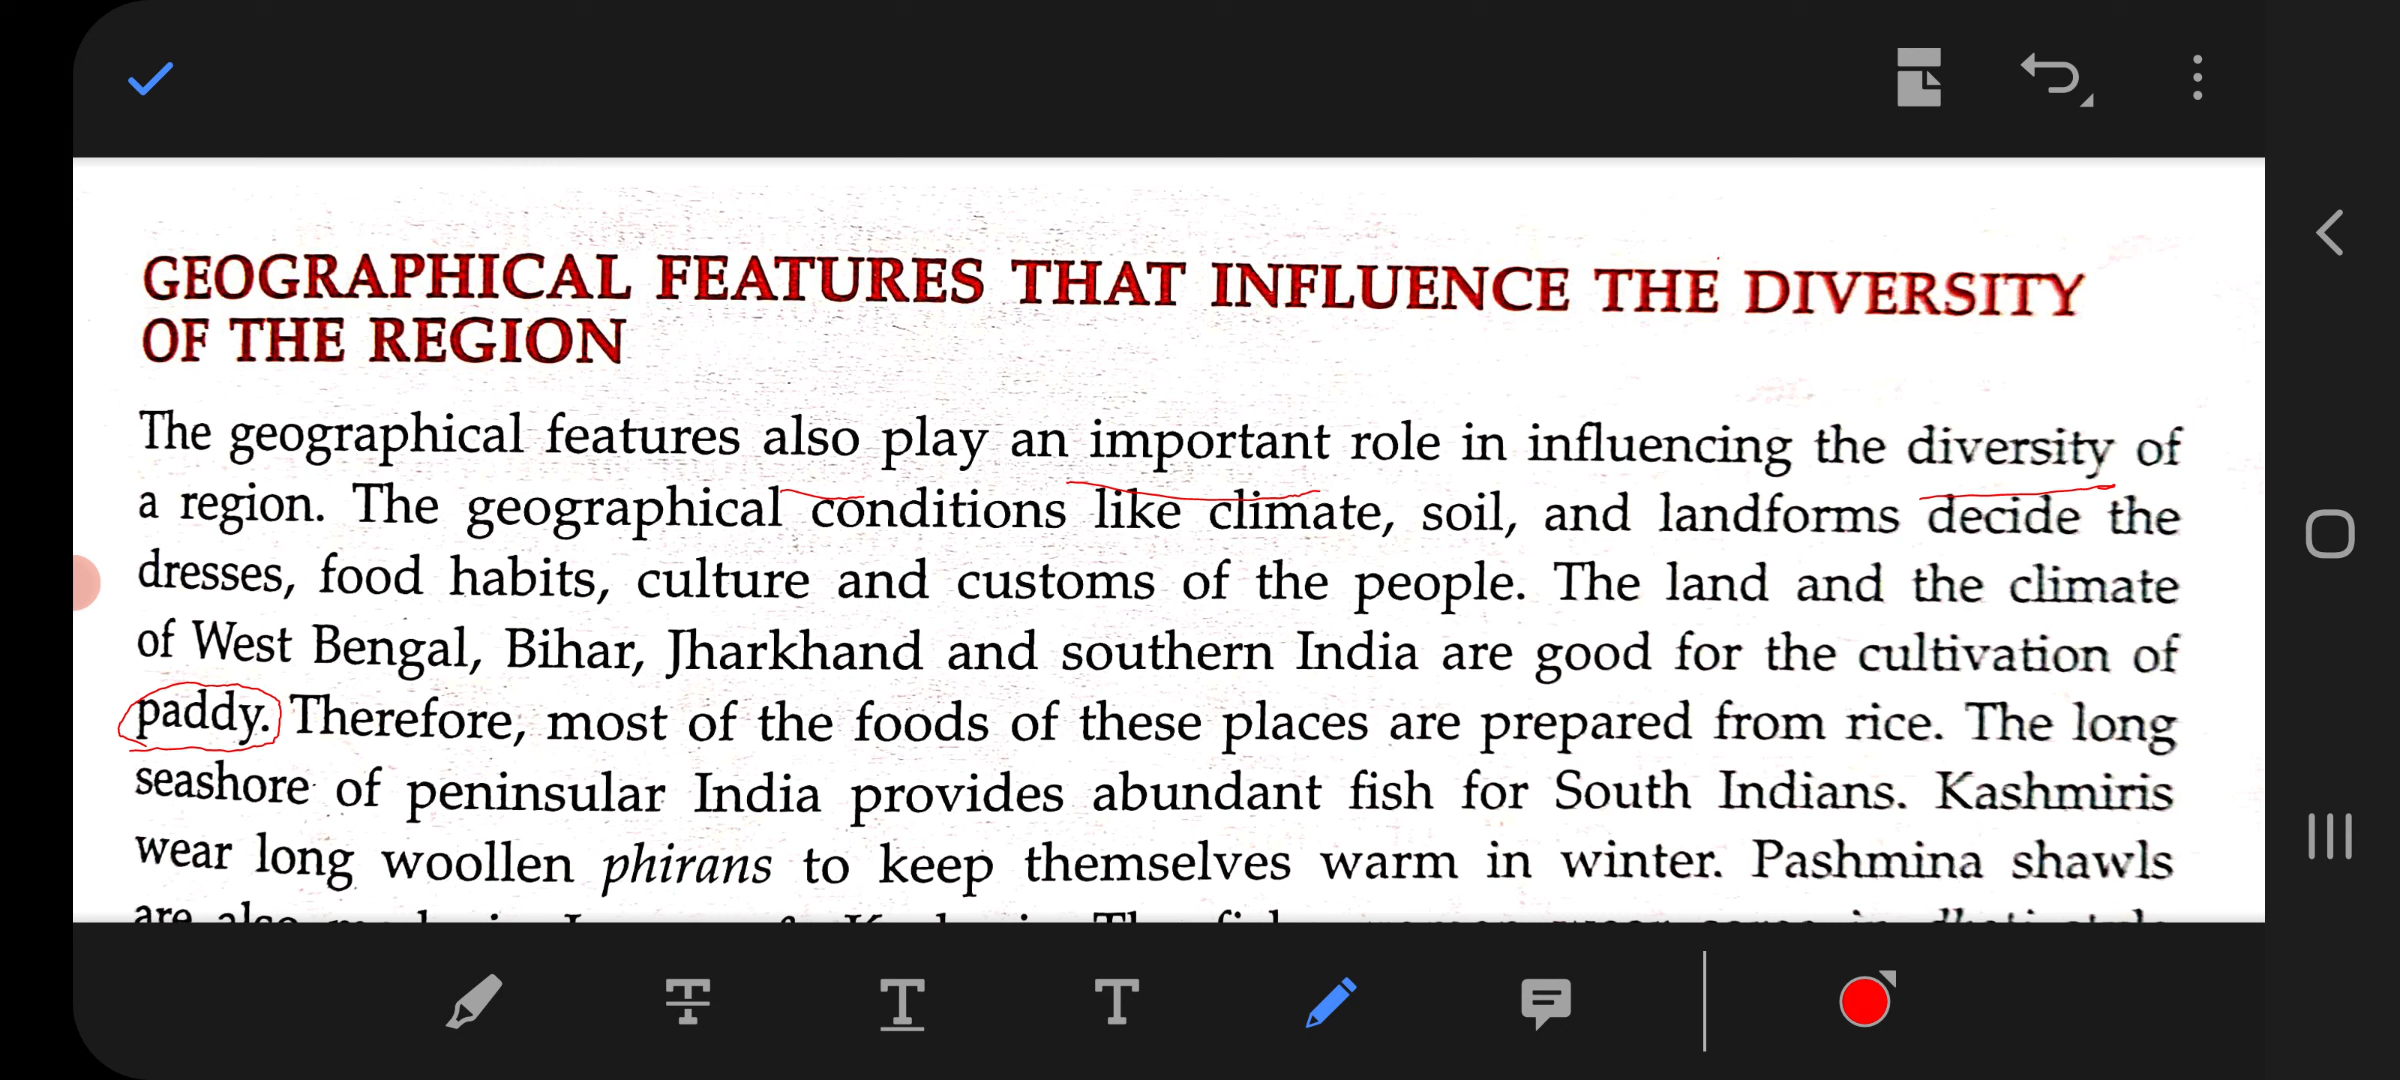 GEOGRAPHICAL FEATURES THAT INFLUENCE THE DIVERSITY
OF THE REGION
The geographical features also play an important role in influencing the diversity of
a region. The geographical conditions like climate, soil, and landforms decide the
dresses, food habits, culture and customs of the people. The land and the climate
of West Bengal, Bihar, Jharkhand and southern India are good for the cultivation of
paddy. Therefore, most of the foods of these places are prepared from rice. The long
seashore of peninsular India provides abundant fish for South Indians. Kashmiris
wear long woollen phirans to keep themselves warm in winter. Pashmina shawls
are also